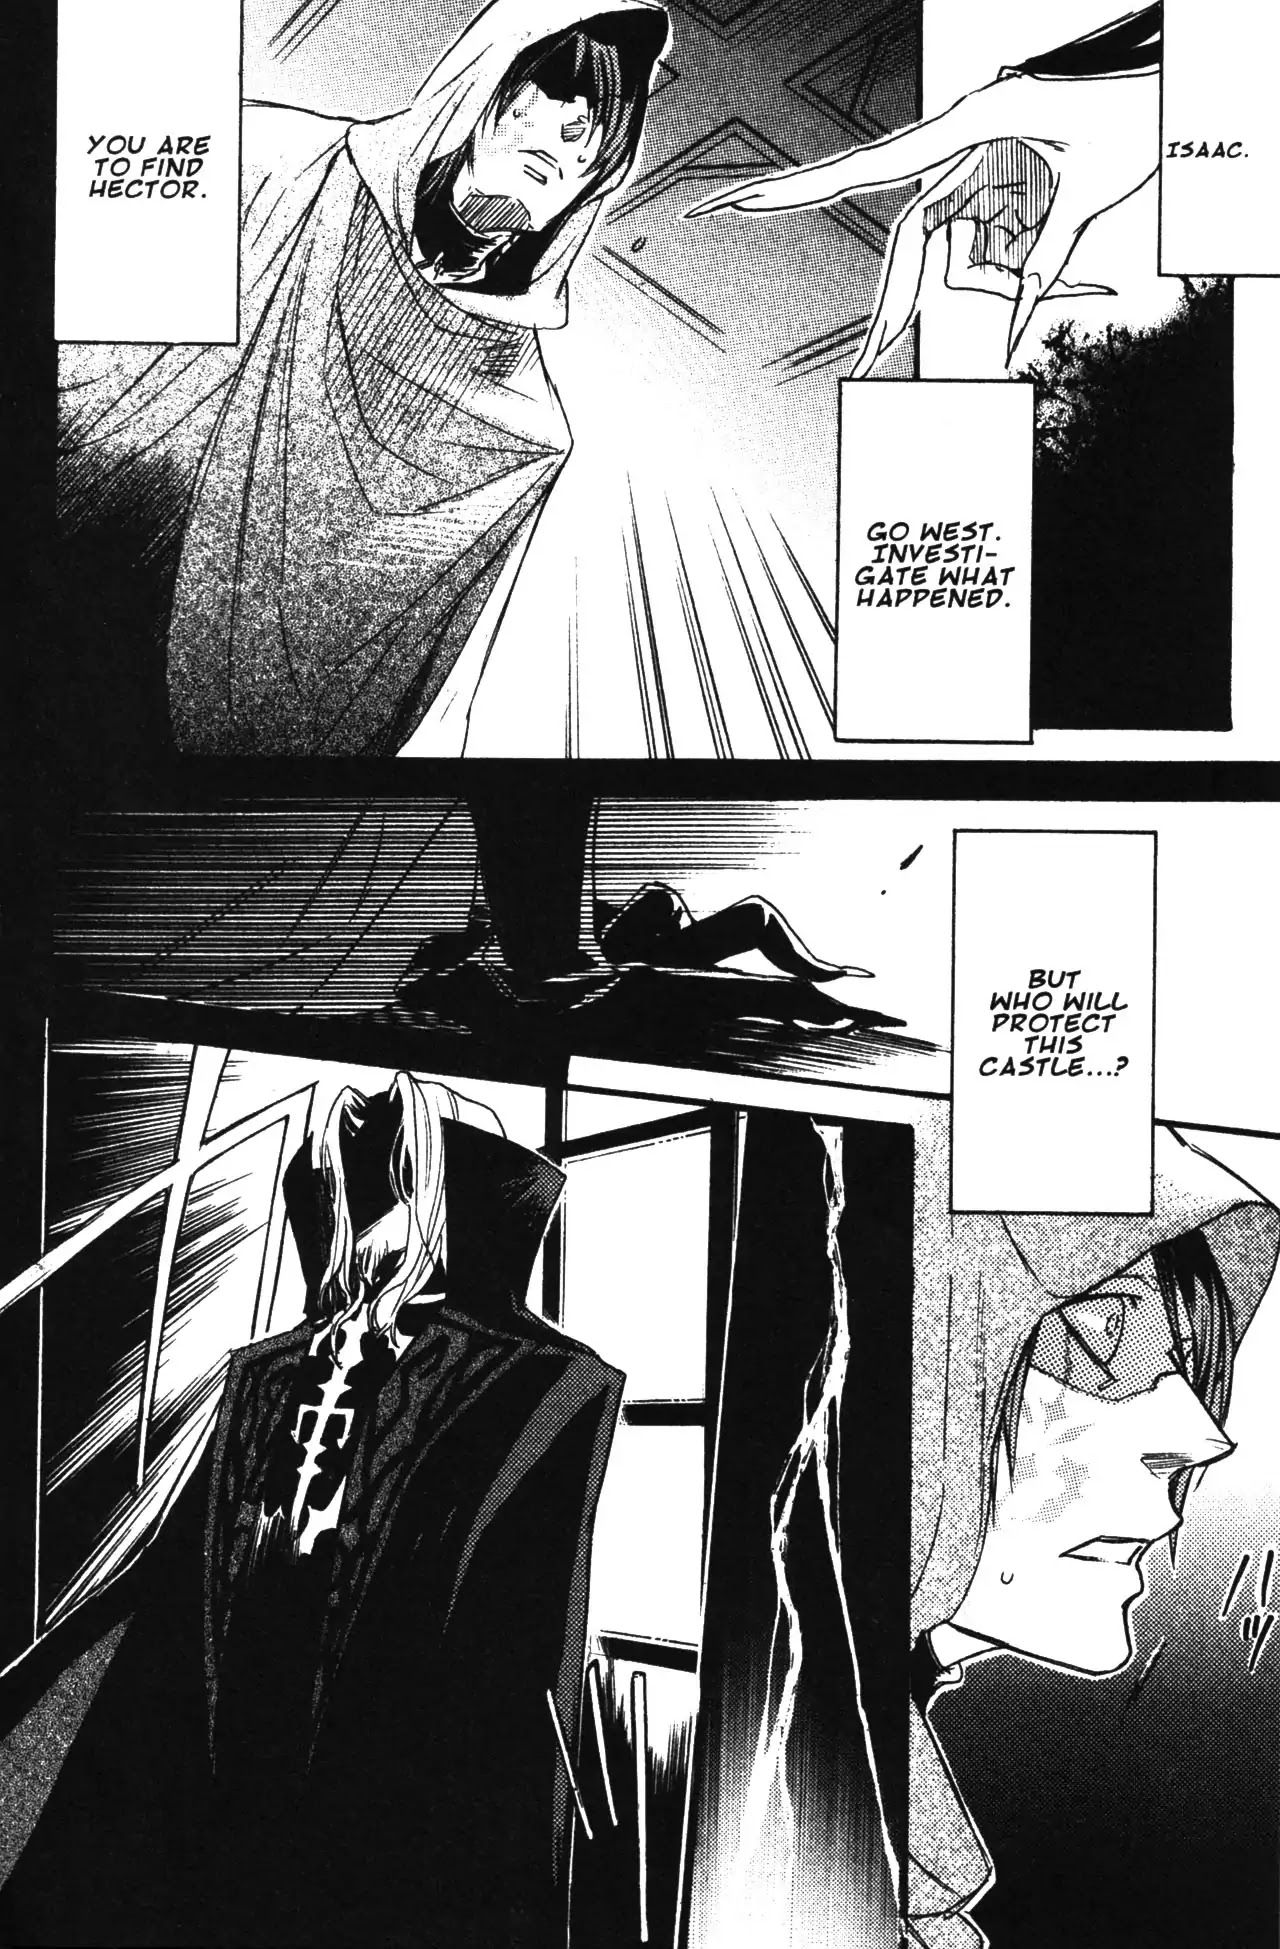 ISAAC.
GO WEST.
INVESTI-
GATE WHAT
HAPPENED.
YOU ARE
TO FIND
HECTOR.
BUT
WHO WILL
PROTECT
THIS
CASTLE...?